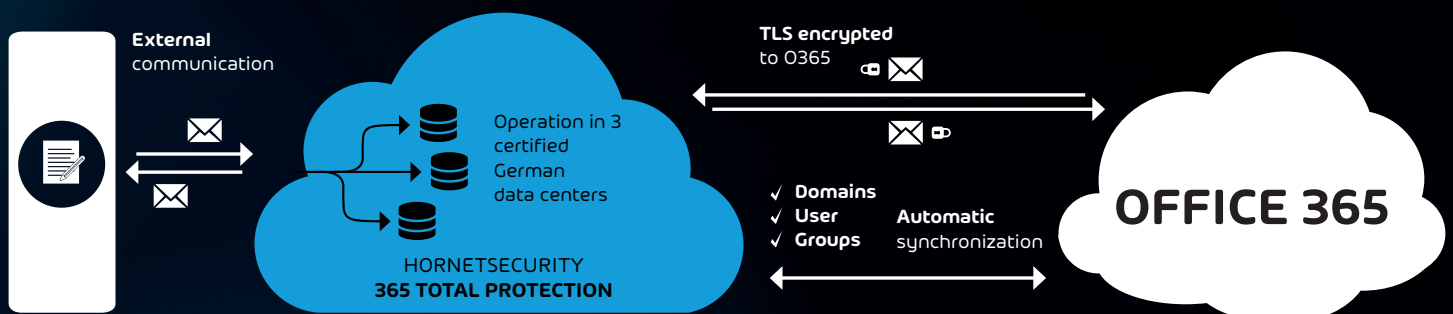 External
communication
Operation in 3
certified
German
data centers
HORNETSECURITY
365 TOTAL PROTECTION
TLS encrypted
to O365
✓ Domains
✓ User
✓ Groups
Automatic
synchronization
OFFICE 365